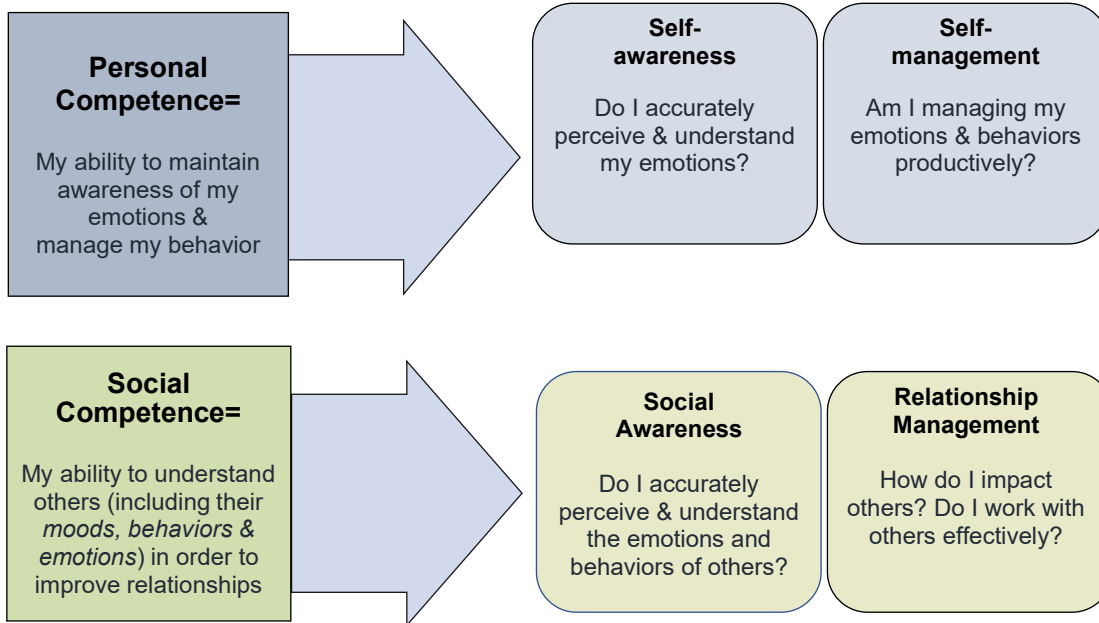 Personal
Competence=
My ability to maintain
awareness of my
emotions &
manage my behavior
Self-
awareness
Do I accurately
perceive & understand
my emotions?
Self-
management
Am I managing my
emotions & behaviors
productively?
Social
Competence=
My ability to understand
others (including their
moods, behaviors &
emotions) in order to
improve relationships
Social
Awareness
Do I accurately
perceive & understand
the emotions and
behaviors of others?
Relationship
Management
How do I impact
others? Do I work with
others effectively?